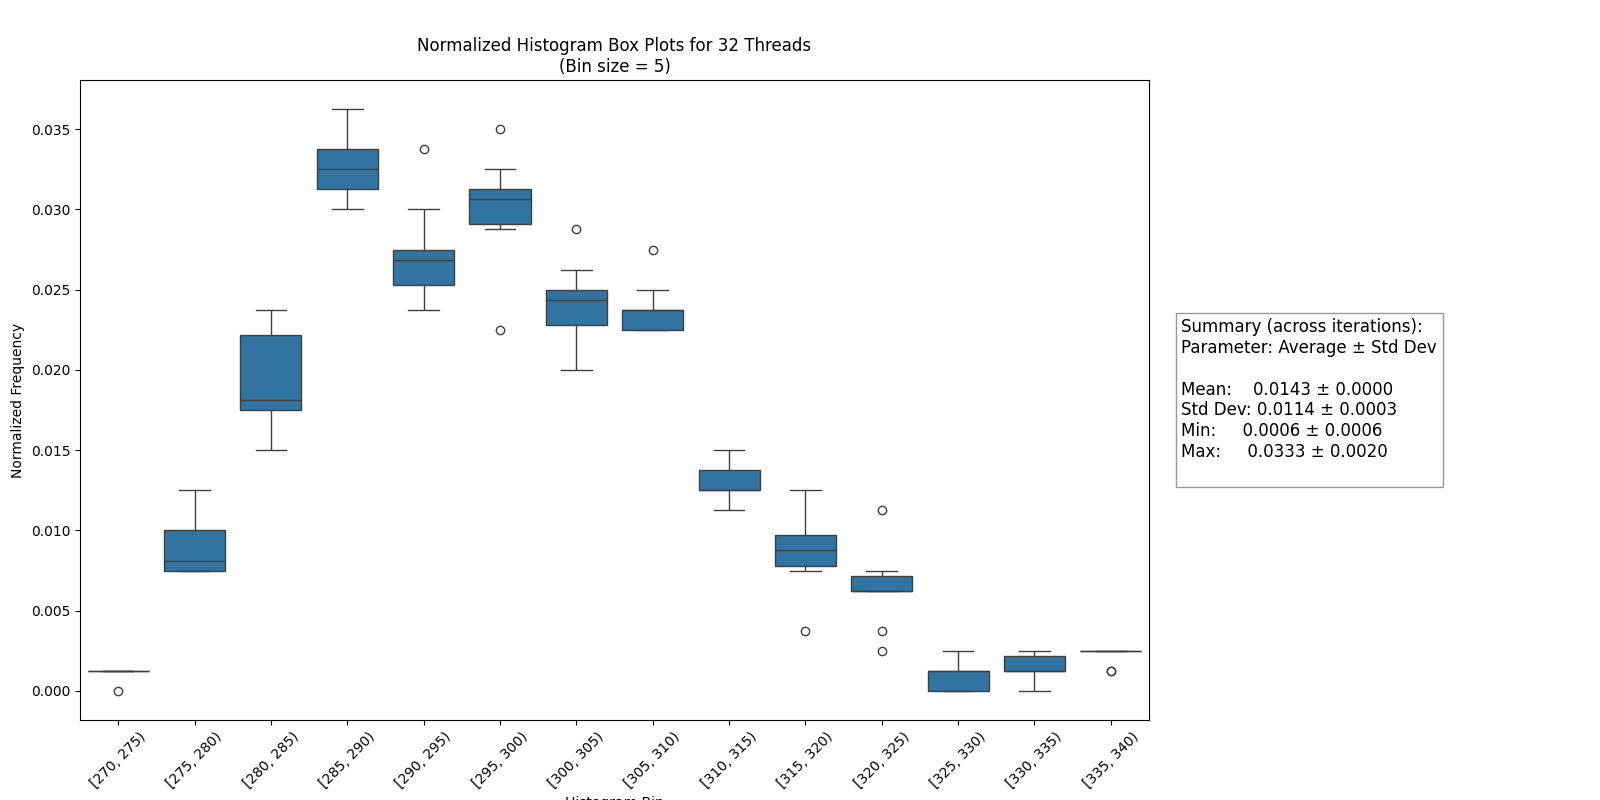 Normalized Histogram Box Plots for 32 Threads
(Bin size = 5)
Normalized Frequency
0.035
0.030
0.025
0.020
0.015
0.010
0.005
0.000
[270, 275)
[275, 280)
[280, 285)
[285, 290)
[290, 295)
[295, 300)
[300, 305)
[305, 310)
[310, 315)
[315, 320)
[320, 325)
[325, 330)
[330, 335)
[335, 340)
Histogram Bin
Summary (across iterations):
Parameter: Average ± Std Dev
Mean: 0.0143 ± 0.0000
Std Dev: 0.0114 ± 0.0003
Min: 0.0006 ± 0.0006
Max: 0.0333 ± 0.0020